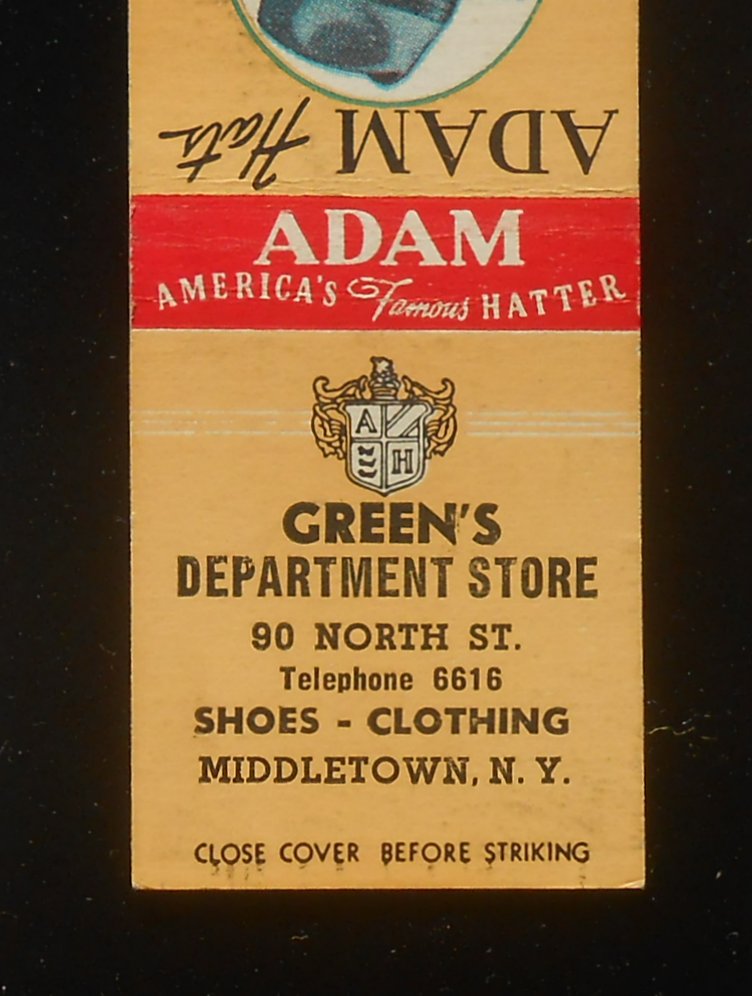 ADAM Hats
ADAM
AMERICA'S Famous HATTER
A
H
GREEN'S
DEPARTMENT STORE
90 NORTH ST.
Telephone 6616
SHOES - CLOTHING
MIDDLETOWN, N. Y.
CLOSE COVER BEFORE STRIKING